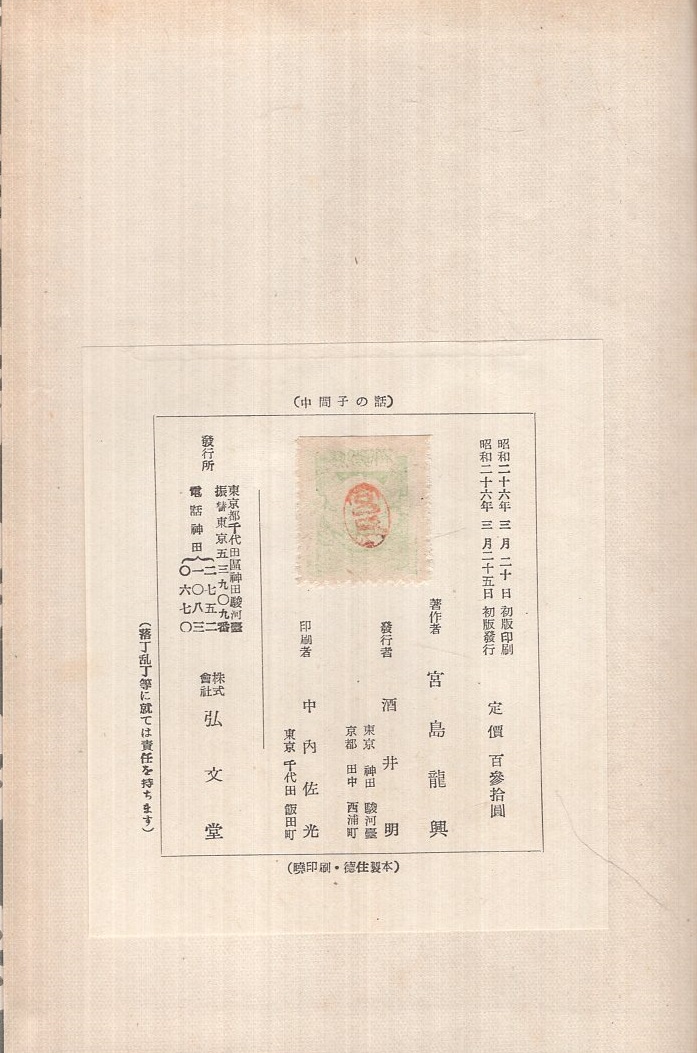 (中間子の話)
昭和二十六年 三月二十日 初版印刷
昭和二十六年 三月二十五日 初版發行
定價 百參拾圓
著作者 宮島龍興
發行者 酒井明
東京 神田 駿河臺
京都 田中 西浦町
印刷者 中內佐光
東京 千代田 飯田町
發行所
東京都千代田區神田駿河臺
振替東京五三九〇九番
電話神田
二七五二
一〇八三
〇六七〇
株式會社 弘文堂
(落丁乱丁等に就ては責任を持ちます)
(曉印刷・德住製本)